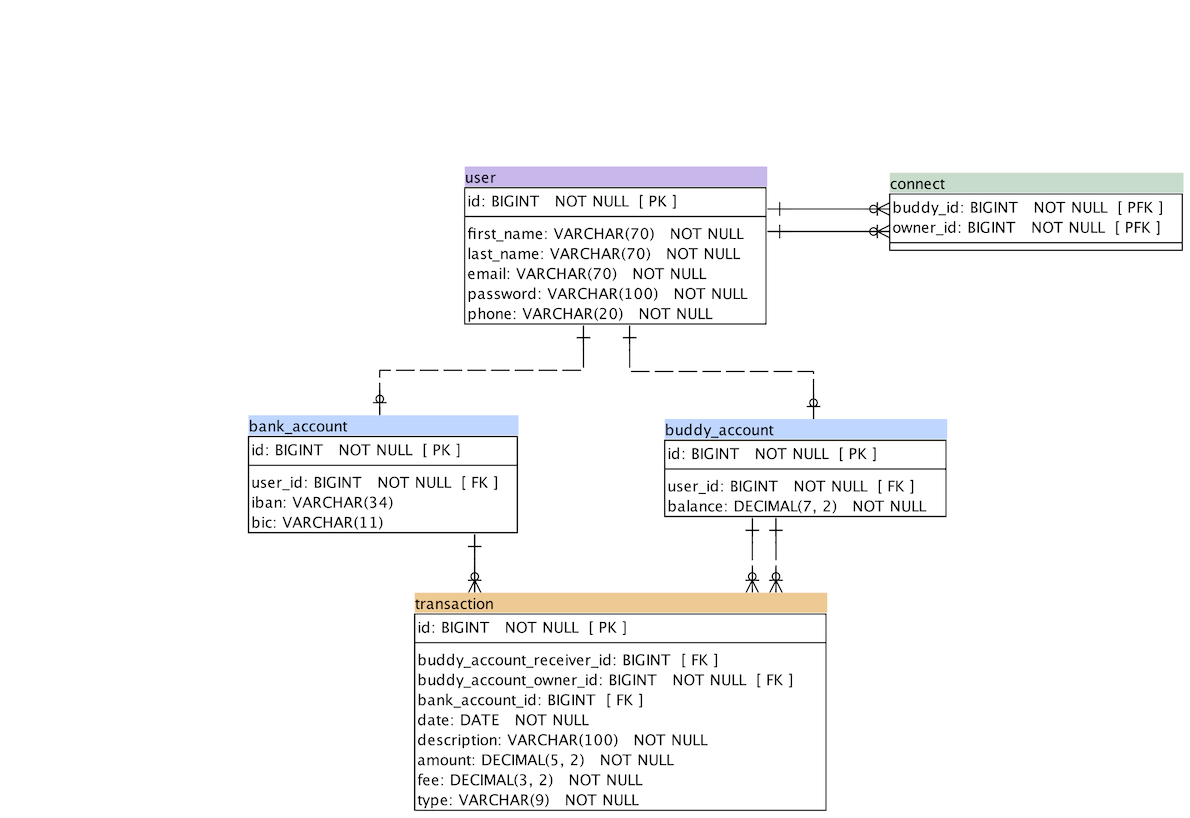 user
id: BIGINT NOT NULL [ PK ]
first_name: VARCHAR(70) NOT NULL
last_name: VARCHAR(70) NOT NULL
email: VARCHAR(70) NOT NULL
password: VARCHAR(100) NOT NULL
phone: VARCHAR(20) NOT NULL
connect
buddy_id: BIGINT NOT NULL [ PFK ]
owner_id: BIGINT NOT NULL [ PFK ]
bank_account
id: BIGINT NOT NULL [ PK ]
user_id: BIGINT NOT NULL [ FK ]
iban: VARCHAR(34)
bic: VARCHAR(11)
buddy_account
id: BIGINT NOT NULL [ PK ]
user_id: BIGINT NOT NULL [ FK ]
balance: DECIMAL(7, 2) NOT NULL
transaction
id: BIGINT NOT NULL [ PK ]
buddy_account_receiver_id: BIGINT [ FK ]
buddy_account_owner_id: BIGINT NOT NULL [ FK ]
bank_account_id: BIGINT [ FK ]
date: DATE NOT NULL
description: VARCHAR(100) NOT NULL
amount: DECIMAL(5, 2) NOT NULL
fee: DECIMAL(3, 2) NOT NULL
type: VARCHAR(9) NOT NULL